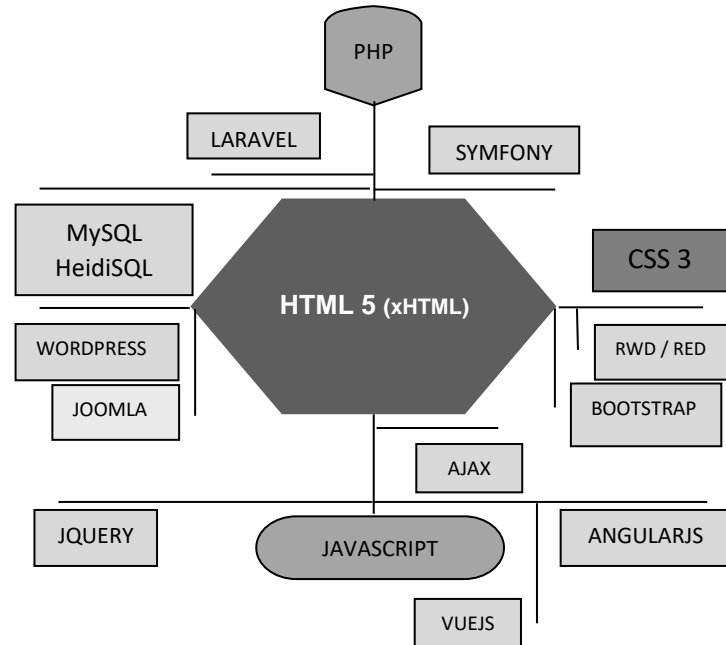 PHP
LARAVEL
SYMFONY
MySQL
HeidiSQL
CSS 3
HTML 5 (xHTML)
WORDPRESS
RWD / RED
JOOMLA
BOOTSTRAP
AJAX
JQUERY
JAVASCRIPT
ANGULARJS
VUEJS